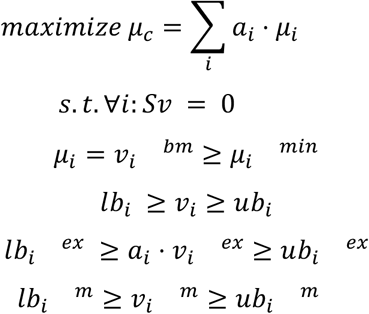 maximize μ_c = ∑_i a_i · μ_i
s. t. ∀i: Sv = 0
μ_i = v_i^{bm} ≥ μ_i^{min}
lb_i ≥ v_i ≥ ub_i
lb_i^{ex} ≥ a_i · v_i^{ex} ≥ ub_i^{ex}
lb_i^{m} ≥ v_i^{m} ≥ ub_i^{m}